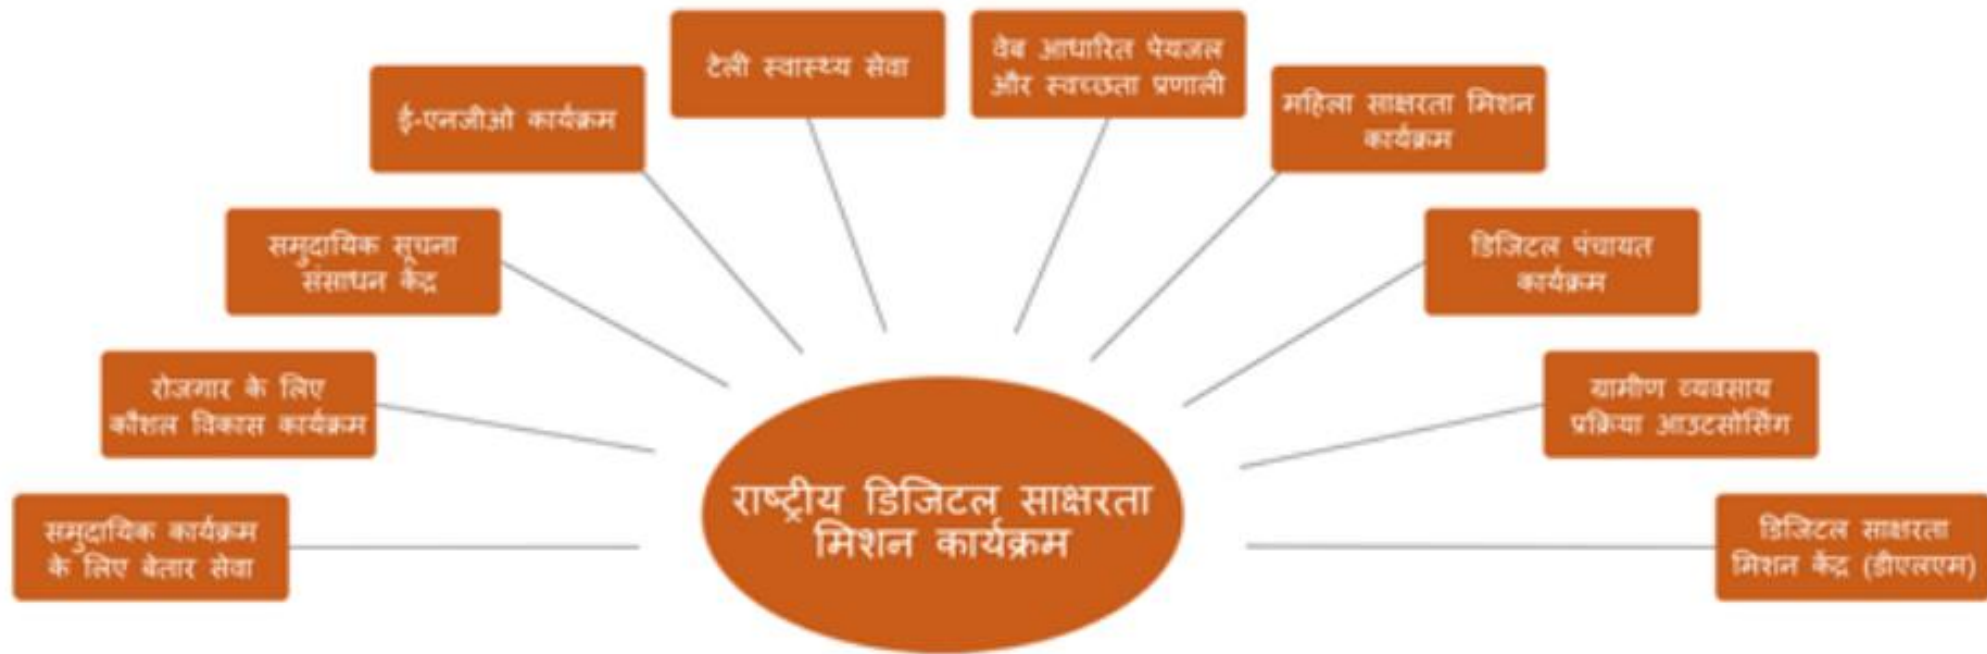 टेली स्वास्थ्य सेवा
वेब आधारित पेयजल
और स्वच्छता प्रणाली
ई-एनजीओ कार्यक्रम
महिला साक्षरता मिशन
कार्यक्रम
समुदायिक सूचना
संसाधन केंद्र
डिजिटल पंचायत
कार्यक्रम
रोजगार के लिए
कौशल विकास कार्यक्रम
ग्रामीण व्यवसाय
प्रक्रिया आउटसोर्सिंग
समुदायिक कार्यक्रम
के लिए बेतार सेवा
राष्ट्रीय डिजिटल साक्षरता
मिशन कार्यक्रम
डिजिटल साक्षरता
मिशन केंद्र (डीएलएम)